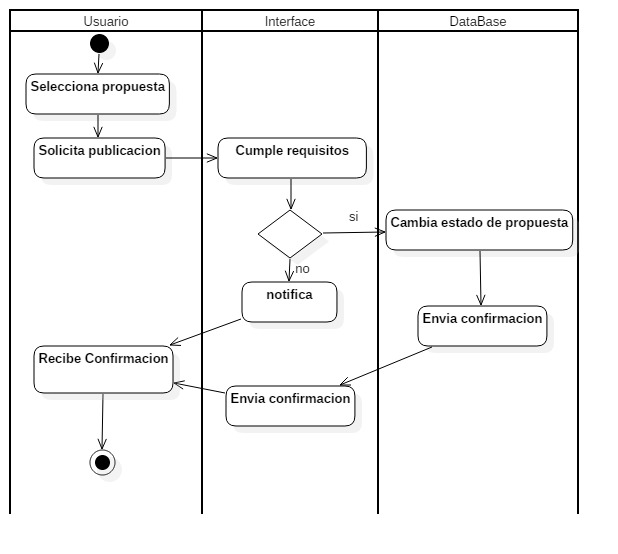 Usuario
Interface
DataBase
Selecciona propuesta
Solicita publicacion
Cumple requisitos
si
Cambia estado de propuesta
no
notifica
Envia confirmacion
Recibe Confirmacion
Envia confirmacion